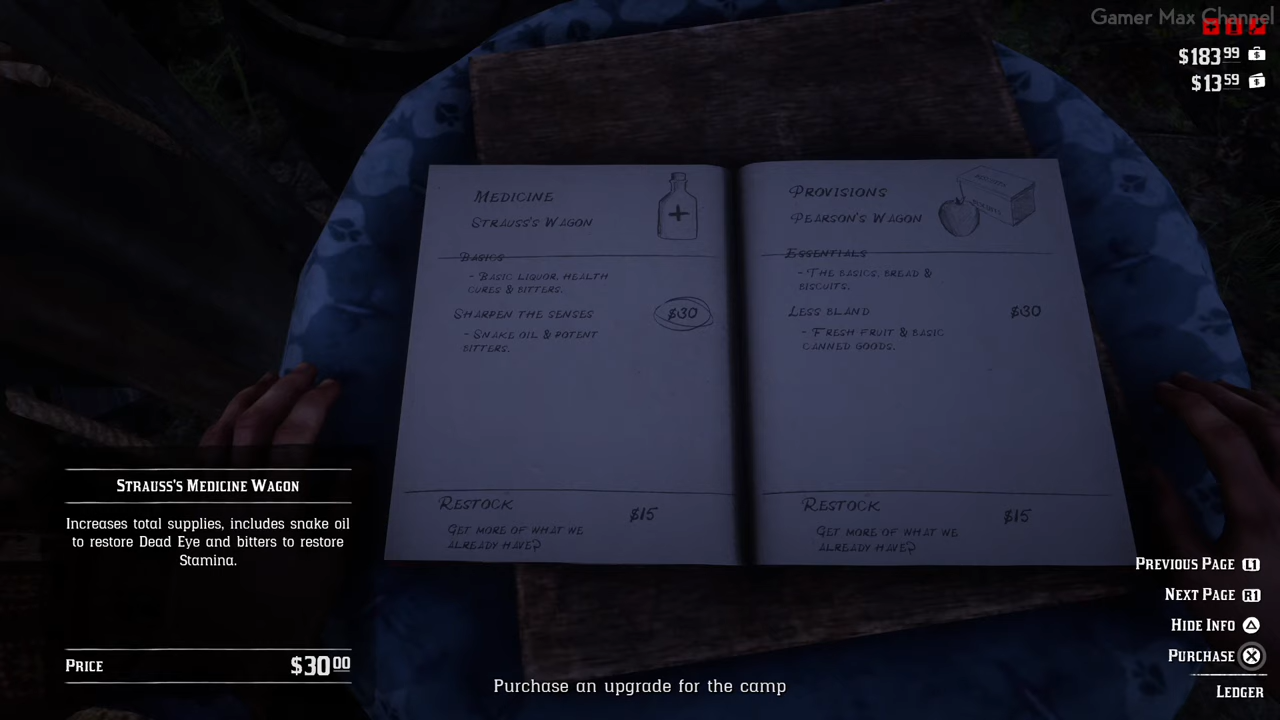 Gamer Max Channel
$183 99
$13 59
Medicine
Strauss's Wagon
Basics
- Basic liquor, health
cures & bitters.
Sharpen the senses $30
- Snake oil & potent
bitters.
Restock $15
Get more of what we
already have?
Provisions
Pearson's Wagon
Essentials
- The basics, bread &
biscuits.
Less bland $30
- Fresh fruit & basic
canned goods.
Restock $15
Get more of what we
already have?
Strauss's Medicine Wagon
Increases total supplies, includes snake oil
to restore Dead Eye and bitters to restore
Stamina.
Price $30 00
Purchase an upgrade for the camp
Previous Page L1
Next Page R1
Hide Info
Purchase
Ledger